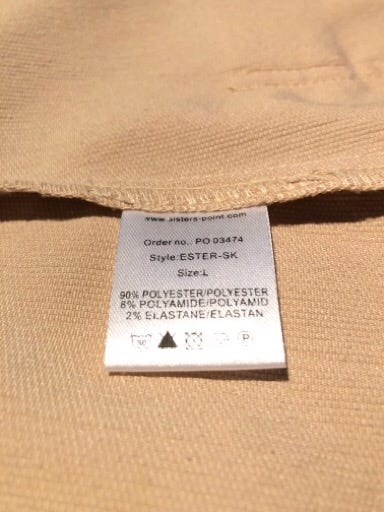 www.sisters-point.com
Order no.: PO 03474
Style:ESTER-SK
Size:L
90% POLYESTER/POLYESTER
8% POLYAMIDE/POLYAMID
2% ELASTANE/ELASTAN
30
P